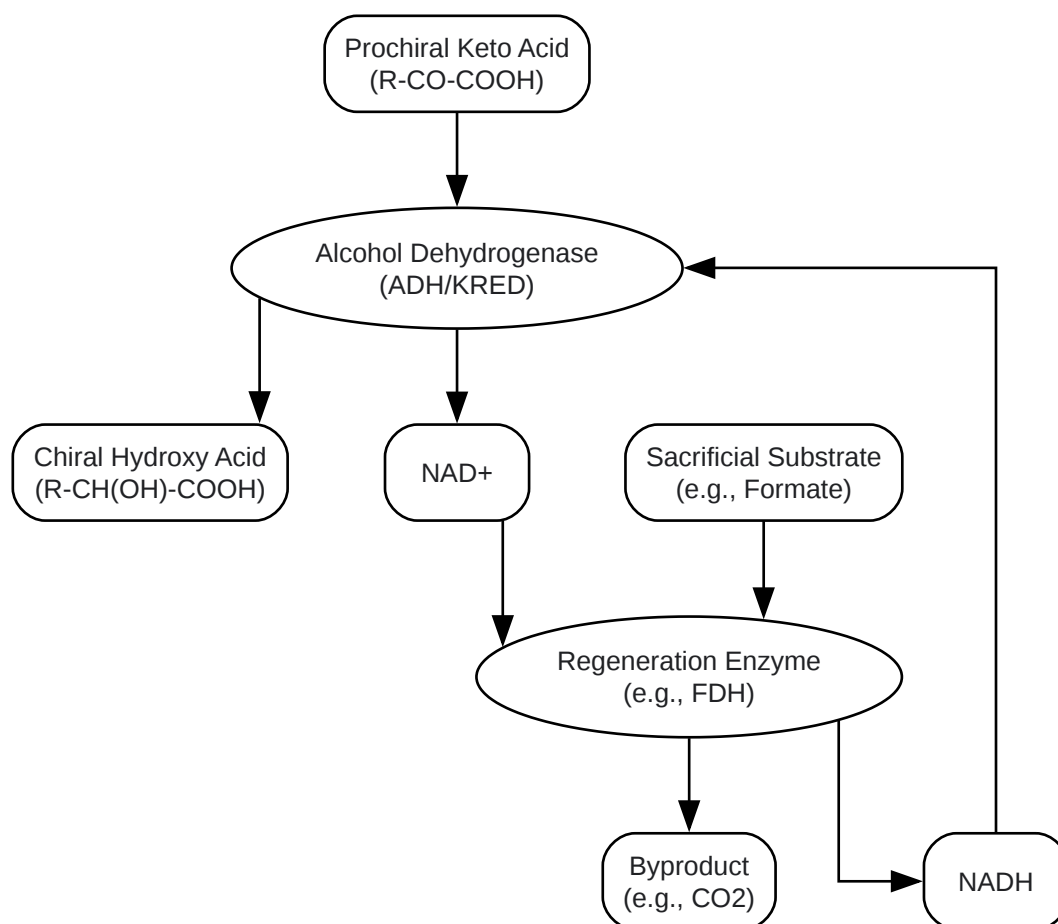 Prochiral Keto Acid
(R-CO-COOH)
Alcohol Dehydrogenase
(ADH/KRED)
Chiral Hydroxy Acid
(R-CH(OH)-COOH)
NAD+
Sacrificial Substrate
(e.g., Formate)
Regeneration Enzyme
(e.g., FDH)
Byproduct
(e.g., CO2)
NADH